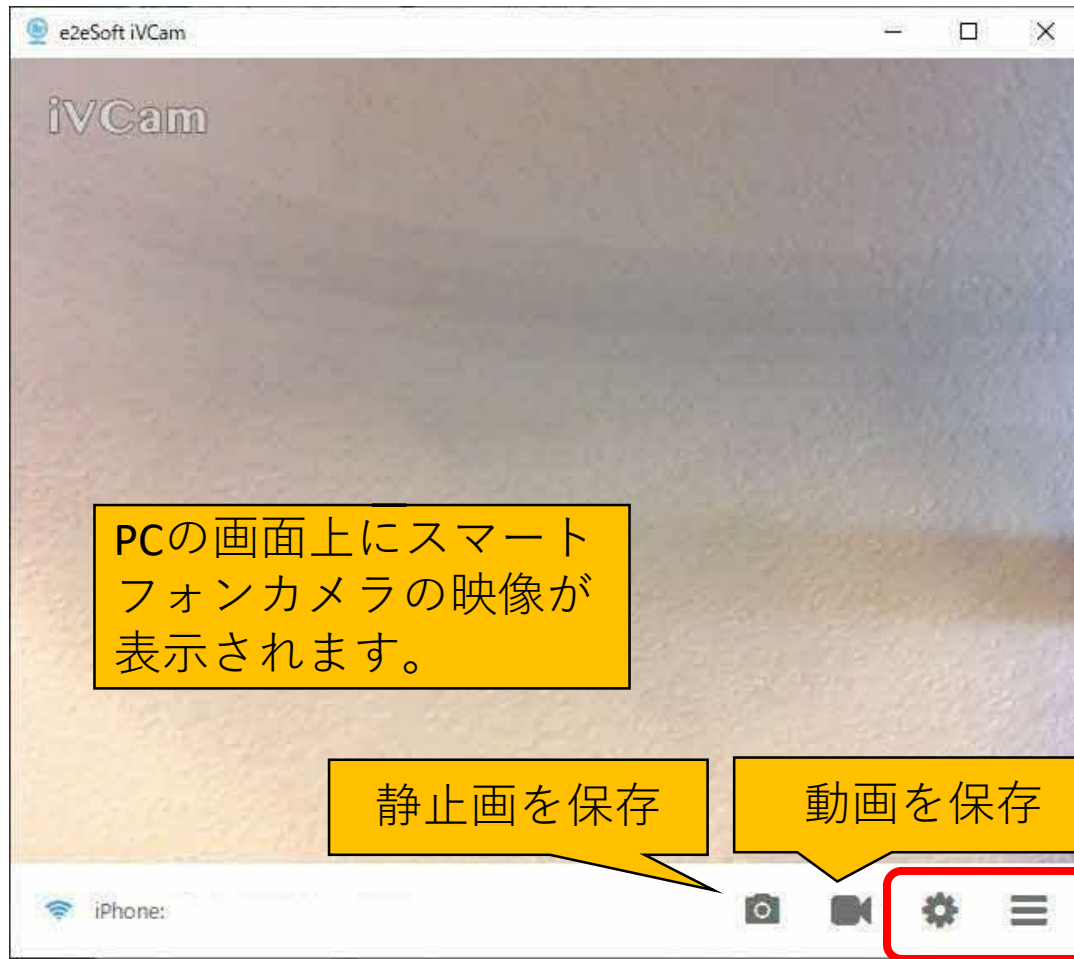 e2eSoft iVCam
iVCam
PCの画面上にスマート
フォンカメラの映像が
表示されます。
静止画を保存
動画を保存
iPhone: